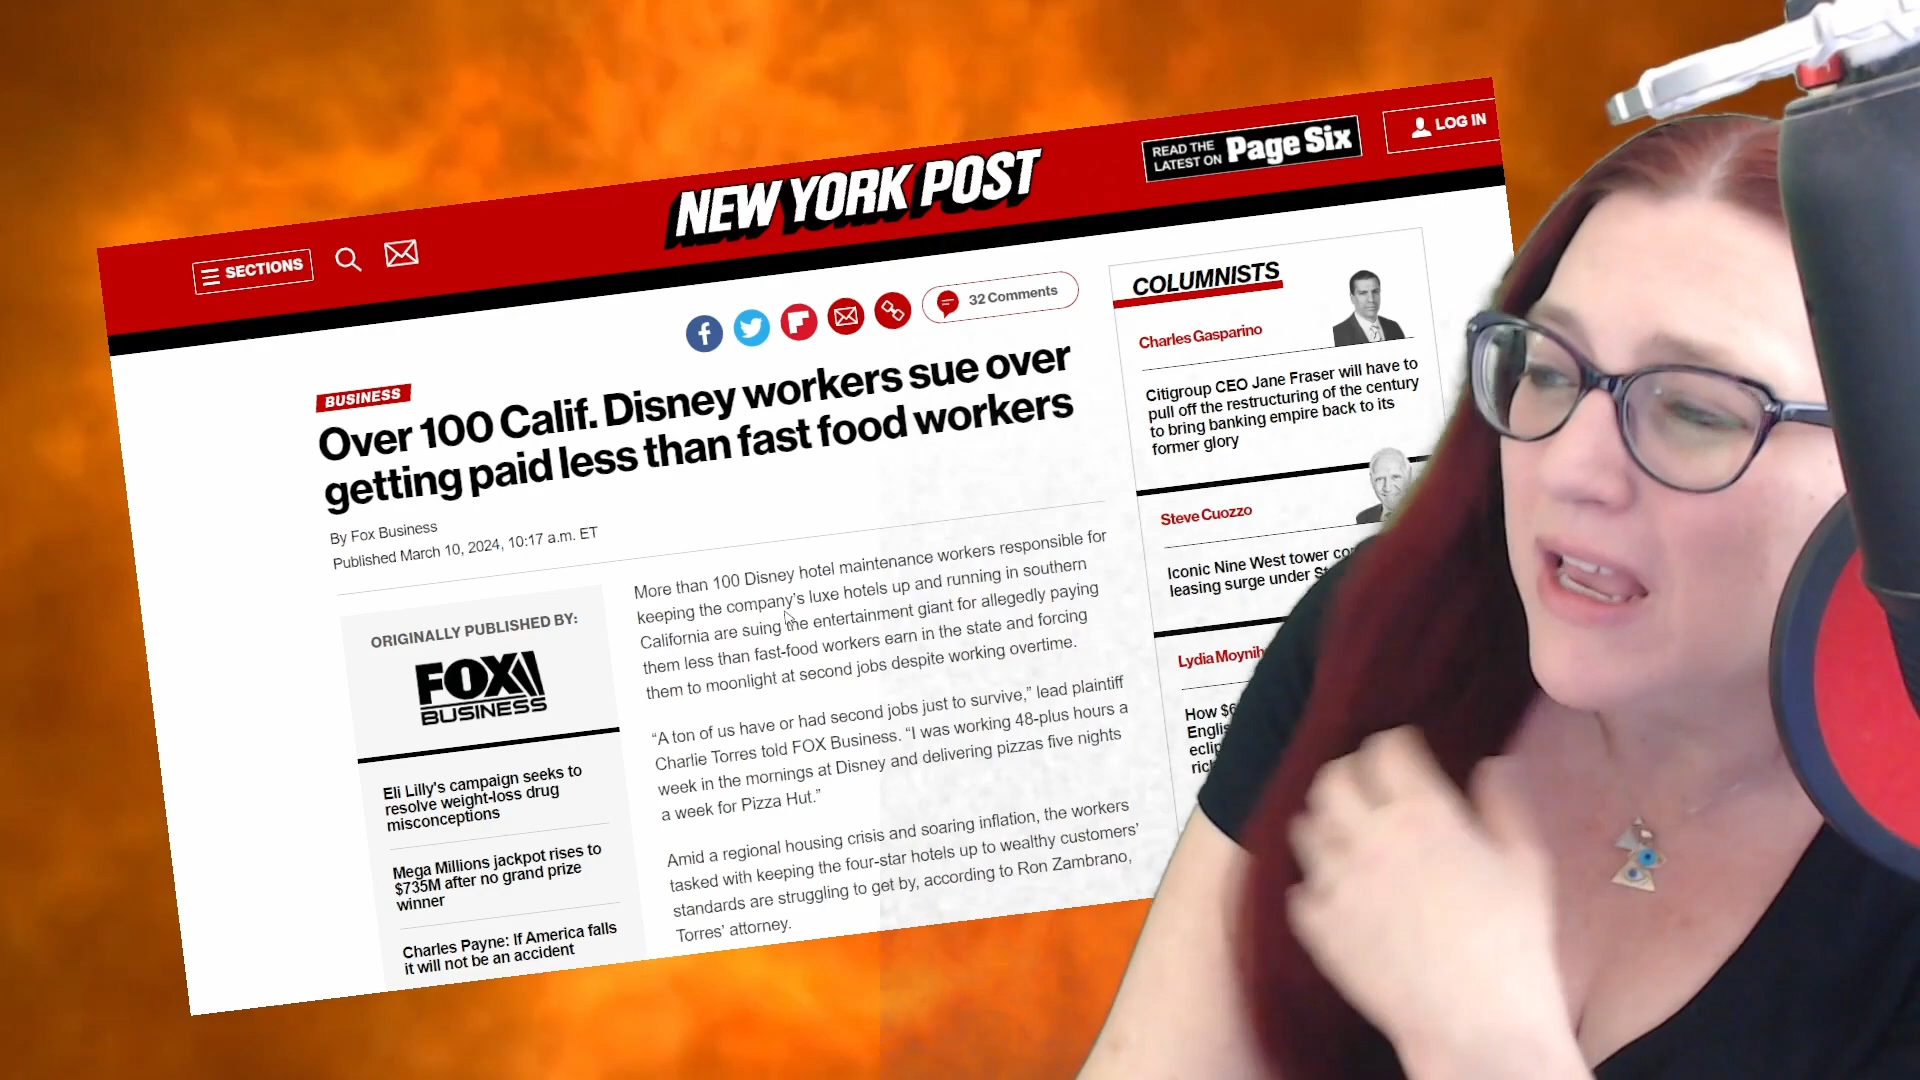 READ THE
LATEST ON
Page Six
LOG IN
SECTIONS
NEW YORK POST
32 Comments
BUSINESS
Over 100 Calif. Disney workers sue over
getting paid less than fast food workers
By Fox Business
Published March 10, 2024, 10:17 a.m. ET
ORIGINALLY PUBLISHED BY:
FOX
BUSINESS
Eli Lilly's campaign seeks to
resolve weight-loss drug
misconceptions
Mega Millions jackpot rises to
$735M after no grand prize
winner
Charles Payne: If America falls
it will not be an accident
More than 100 Disney hotel maintenance workers responsible for
keeping the company's luxe hotels up and running in southern
California are suing the entertainment giant for allegedly paying
them less than fast-food workers earn in the state and forcing
them to moonlight at second jobs despite working overtime.
“A ton of us have or had second jobs just to survive,” lead plaintiff
Charlie Torres told FOX Business. “I was working 48-plus hours a
week in the mornings at Disney and delivering pizzas five nights
a week for Pizza Hut.”
Amid a regional housing crisis and soaring inflation, the workers
tasked with keeping the four-star hotels up to wealthy customers’
standards are struggling to get by, according to Ron Zambrano,
Torres’ attorney.
COLUMNISTS
Charles Gasparino
Citigroup CEO Jane Fraser will have to
pull off the restructuring of the century
to bring banking empire back to its
former glory
Steve Cuozzo
Iconic Nine West tower
leasing surge under
Lydia
How